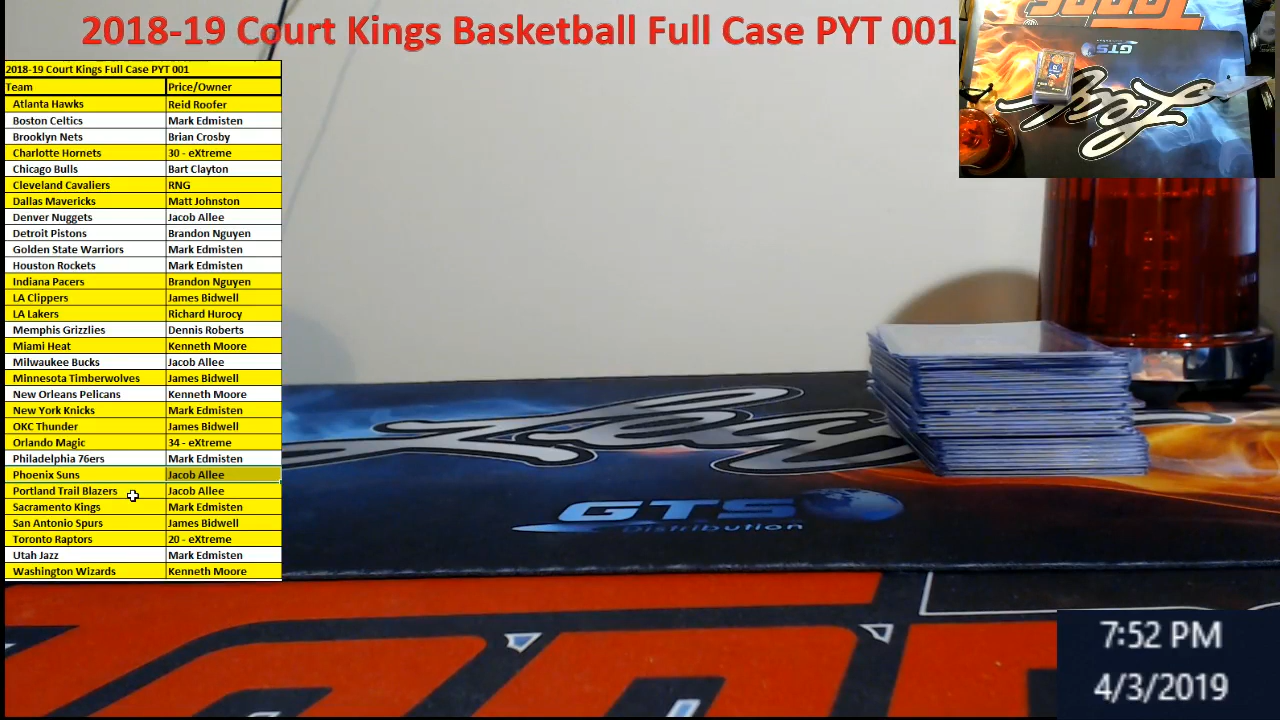 2018-19 Court Kings Basketball Full Case PYT 001
2018-19 Court Kings Full Case PYT 001
Team Price/Owner
Atlanta Hawks Reid Roofer
Boston Celtics Mark Edmisten
Brooklyn Nets Brian Crosby
Charlotte Hornets 30 - eXtreme
Chicago Bulls Bart Clayton
Cleveland Cavaliers RNG
Dallas Mavericks Matt Johnston
Denver Nuggets Jacob Allee
Detroit Pistons Brandon Nguyen
Golden State Warriors Mark Edmisten
Houston Rockets Mark Edmisten
Indiana Pacers Brandon Nguyen
LA Clippers James Bidwell
LA Lakers Richard Hurocy
Memphis Grizzlies Dennis Roberts
Miami Heat Kenneth Moore
Milwaukee Bucks Jacob Allee
Minnesota Timberwolves James Bidwell
New Orleans Pelicans Kenneth Moore
New York Knicks Mark Edmisten
OKC Thunder James Bidwell
Orlando Magic 34 - eXtreme
Philadelphia 76ers Mark Edmisten
Phoenix Suns Jacob Allee
Portland Trail Blazers Jacob Allee
Sacramento Kings Mark Edmisten
San Antonio Spurs James Bidwell
Toronto Raptors 20 - eXtreme
Utah Jazz Mark Edmisten
Washington Wizards Kenneth Moore
GTS
Leaf
GTS
Distribution
7:52 PM
4/3/2019